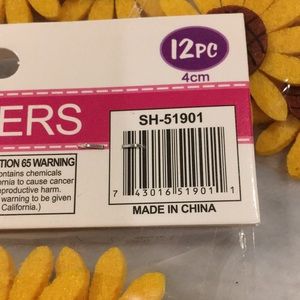 12PC
4cm
ERS
SH-51901
TION 65 WARNING
ontains chemicals
ornia to cause cancer
eproductive harm.
warning to be given
California.)
7 43016 51901 1
MADE IN CHINA